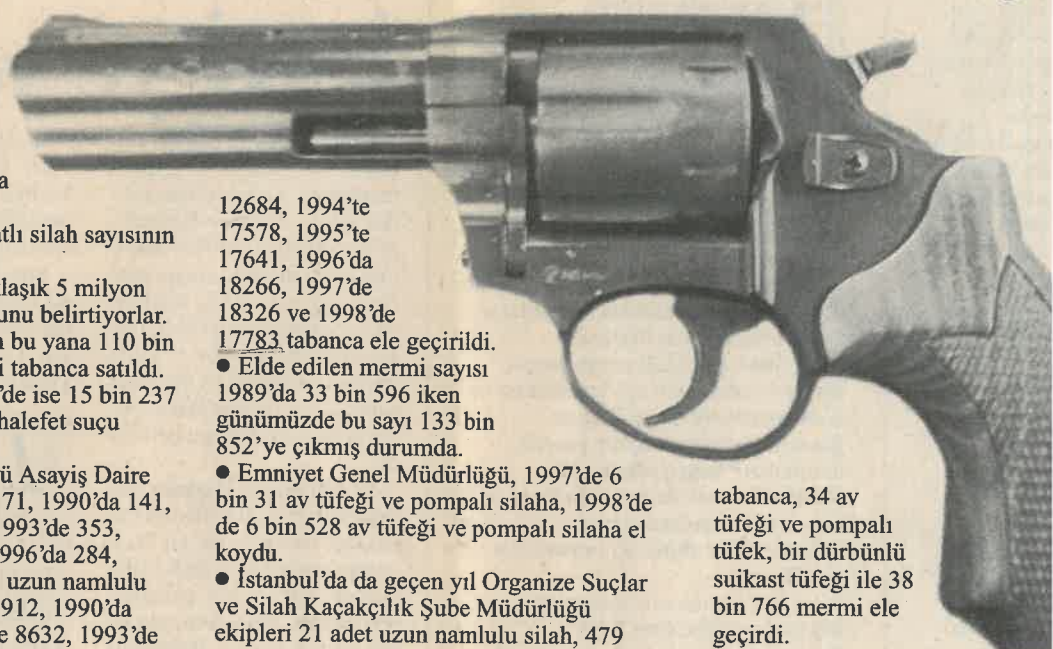 a
tlı silah sayısının
laşık 5 milyon
unu belirtiyorlar.
bu yana 110 bin
i tabanca satıldı.
'de ise 15 bin 237
halefet suçu
ü Asayiş Daire
71, 1990'da 141,
993'de 353,
996'da 284,
uzun namlulu
912, 1990'da
e 8632, 1993'de
12684, 1994'te
17578, 1995'te
17641, 1996'da
18266, 1997'de
18326 ve 1998'de
17783 tabanca ele geçirildi.
● Elde edilen mermi sayısı
1989'da 33 bin 596 iken
günümüzde bu sayı 133 bin
852'ye çıkmış durumda.
● Emniyet Genel Müdürlüğü, 1997'de 6
bin 31 av tüfeği ve pompalı silaha, 1998'de
de 6 bin 528 av tüfeği ve pompalı silaha el
koydu.
● İstanbul'da da geçen yıl Organize Suçlar
ve Silah Kaçakçılık Şube Müdürlüğü
ekipleri 21 adet uzun namlulu silah, 479
tabanca, 34 av
tüfeği ve pompalı
tüfek, bir dürbünlü
suikast tüfeği ile 38
bin 766 mermi ele
geçirdi.